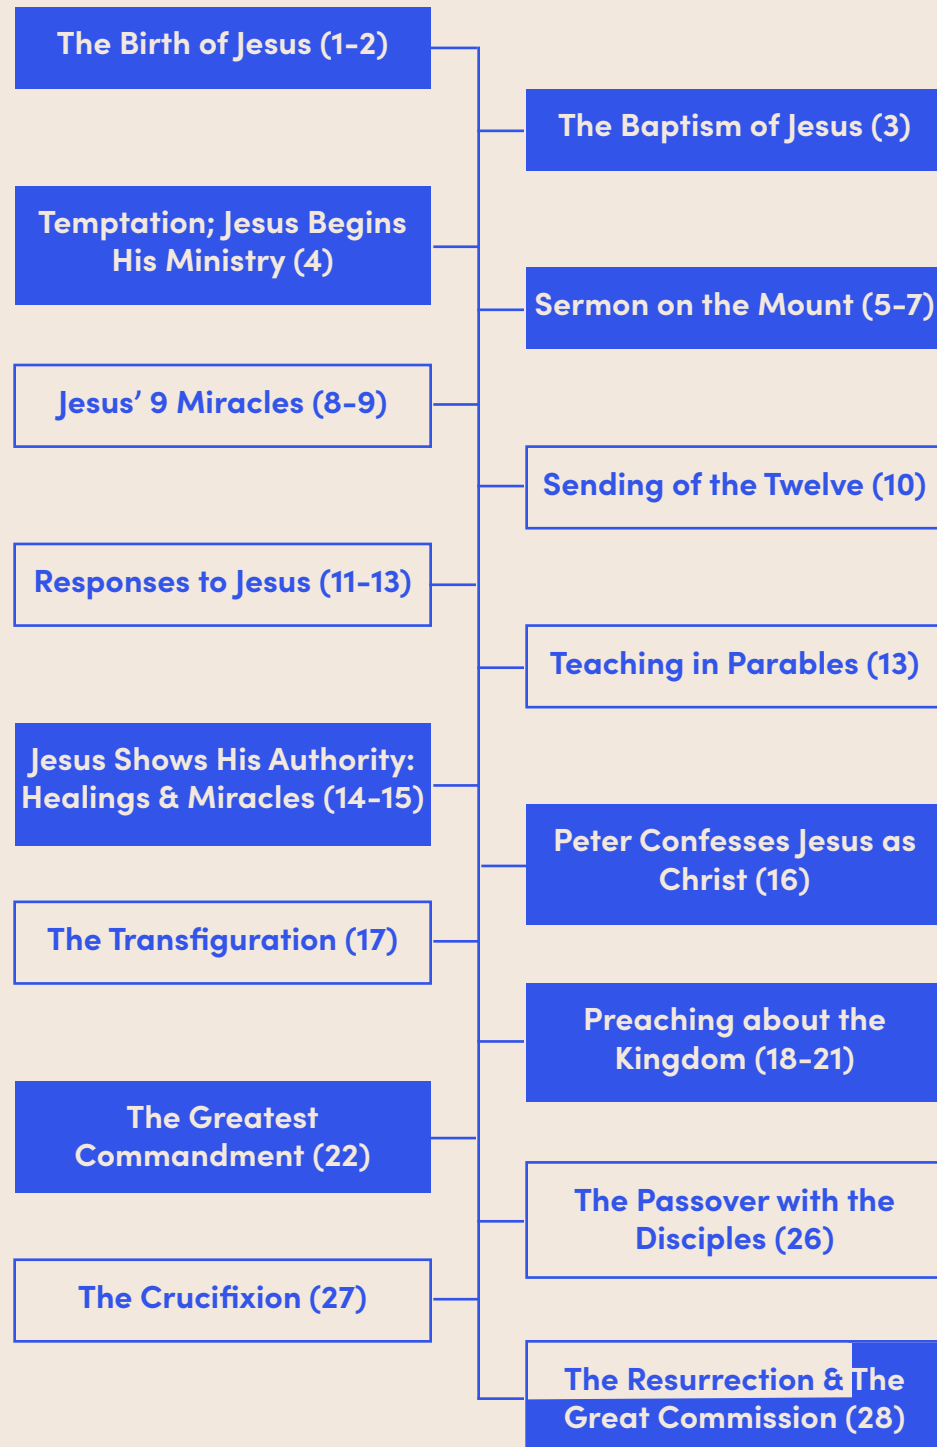 The Birth of Jesus (1-2)
The Baptism of Jesus (3)
Temptation; Jesus Begins
His Ministry (4)
Sermon on the Mount (5-7)
Jesus’ 9 Miracles (8-9)
Sending of the Twelve (10)
Responses to Jesus (11-13)
Teaching in Parables (13)
Jesus Shows His Authority:
Healings & Miracles (14-15)
Peter Confesses Jesus as
Christ (16)
The Transfiguration (17)
Preaching about the
Kingdom (18-21)
The Greatest
Commandment (22)
The Passover with the
Disciples (26)
The Crucifixion (27)
The Resurrection & The
Great Commission (28)